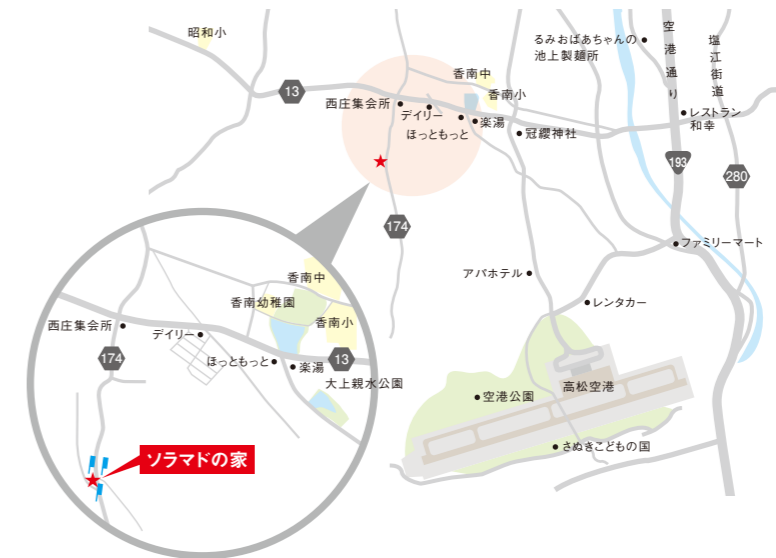 昭和小
るみおばあちゃんの
池上製麺所
空港通り
塩江街道
13
香南中
香南小
西庄集会所
デイリー
ほっともっと
楽湯
冠纓神社
レストラン
和幸
193
280
174
ファミリーマート
アパホテル
レンタカー
高松空港
空港公園
さぬきこどもの国
香南中
香南幼稚園
香南小
西庄集会所
デイリー
174
ほっともっと
楽湯
13
大上親水公園
ソラマドの家